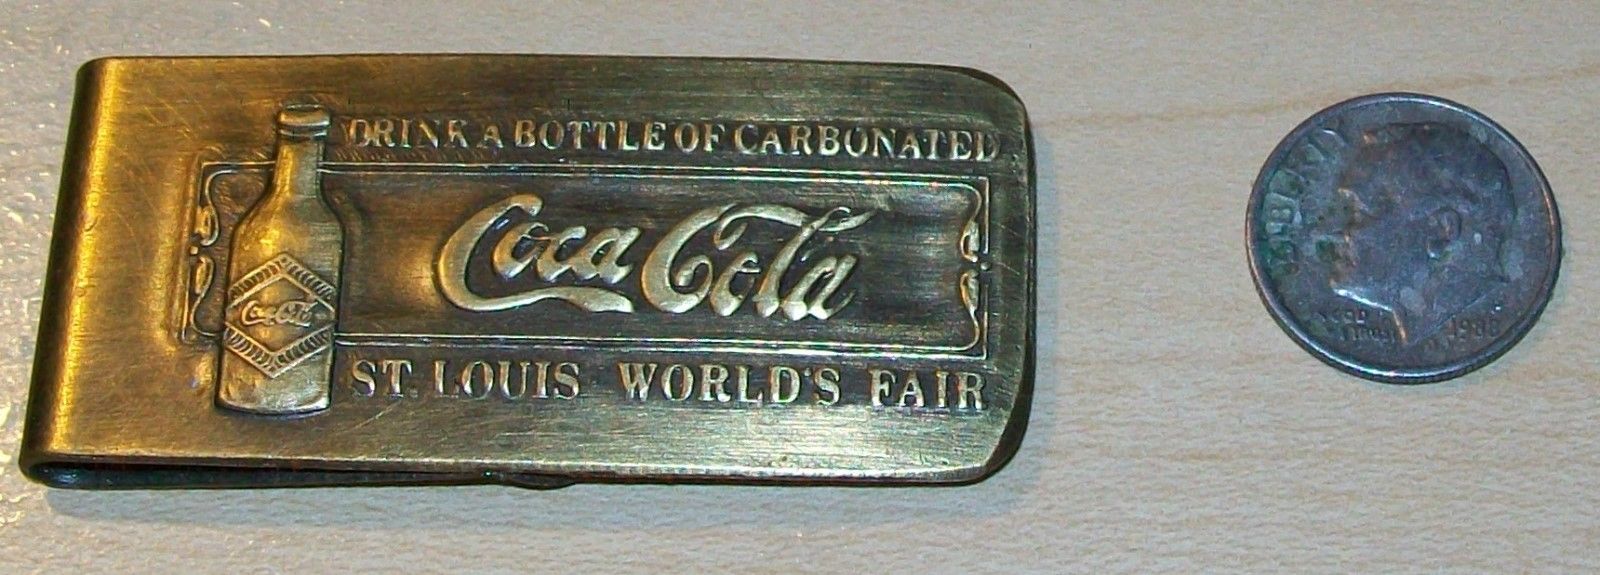 DRINK A BOTTLE OF CARBONATED
Coca Cola
Coca Cola
ST. LOUIS WORLD'S FAIR
LIBERTY